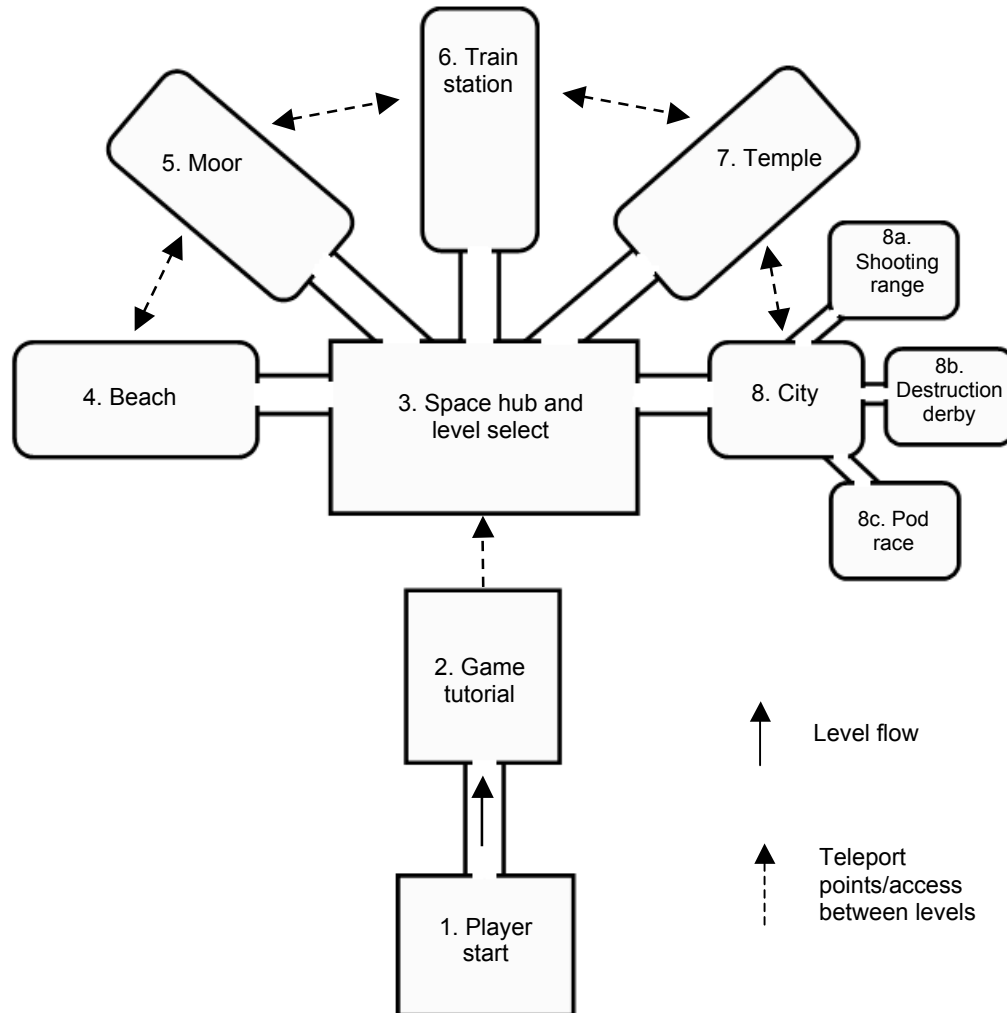 6. Train
station
5. Moor
7. Temple
8a.
Shooting
range
4. Beach
3. Space hub and
level select
8. City
8b.
Destruction
derby
8c. Pod
race
2. Game
tutorial
Level flow
1. Player
start
Teleport
points/access
between levels